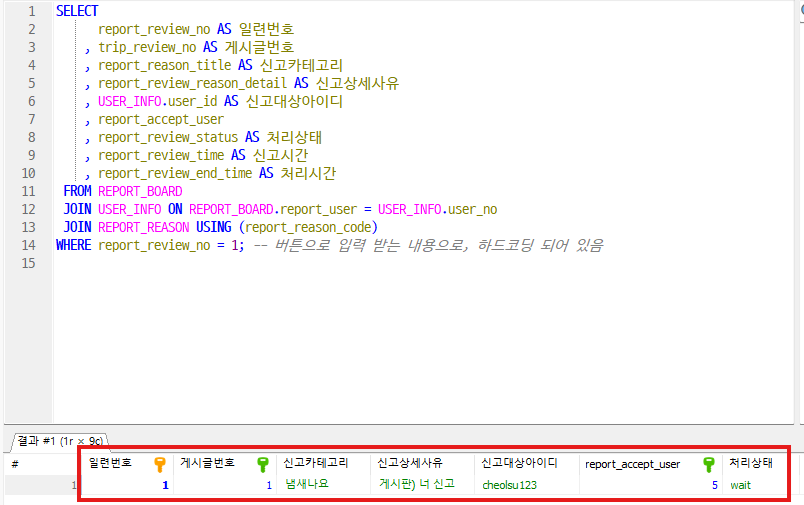 1 SELECT
2 report_review_no AS 일련번호
3 , trip_review_no AS 게시글번호
4 , report_reason_title AS 신고카테고리
5 , report_review_reason_detail AS 신고상세사유
6 , USER_INFO.user_id AS 신고대상아이디
7 , report_accept_user
8 , report_review_status AS 처리상태
9 , report_review_time AS 신고시간
10 , report_review_end_time AS 처리시간
11 FROM REPORT_BOARD
12 JOIN USER_INFO ON REPORT_BOARD.report_user = USER_INFO.user_no
13 JOIN REPORT_REASON USING (report_reason_code)
14 WHERE report_review_no = 1; -- 버튼으로 입력 받는 내용으로, 하드코딩 되어 있음
15
결과 #1 (1r × 9c)
# 일련번호 게시글번호 신고카테고리 신고상세사유 신고대상아이디 report_accept_user 처리상태
1 1 1 냄새나요 게시판) 너 신고 cheolsu123 5 wait